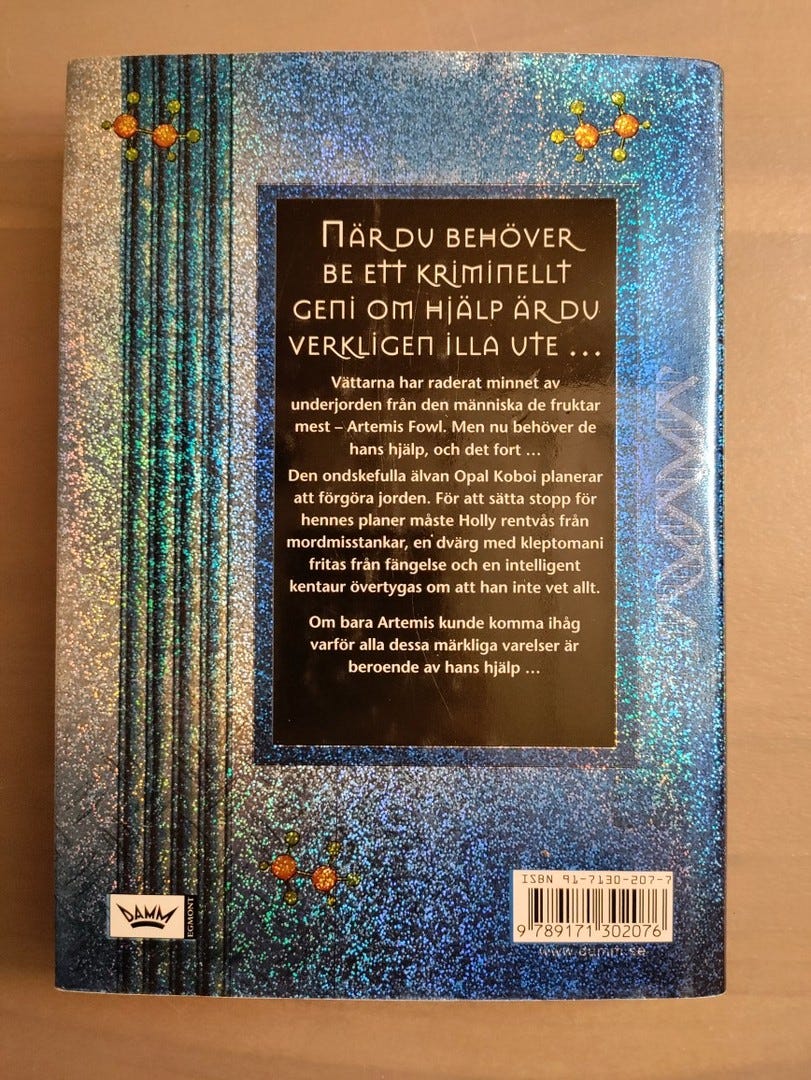 När du behöver
be ett kriminellt
geni om hjälp är du
verkligen illa ute ...
Vättarna har raderat minnet av
underjorden från den människa de fruktar
mest – Artemis Fowl. Men nu behöver de
hans hjälp, och det fort ...
Den ondskefulla älvan Opal Koboi planerar
att förgöra jorden. För att sätta stopp för
hennes planer måste Holly rentvås från
mordmisstankar, en dvärg med kleptomani
fritas från fängelse och en intelligent
kentaur övertygas om att han inte vet allt.
Om bara Artemis kunde komma ihåg
varför alla dessa märkliga varelser är
beroende av hans hjälp ...
DAMM
EGMONT
ISBN 91-7130-207-7
9 789171 302076
www.damm.se